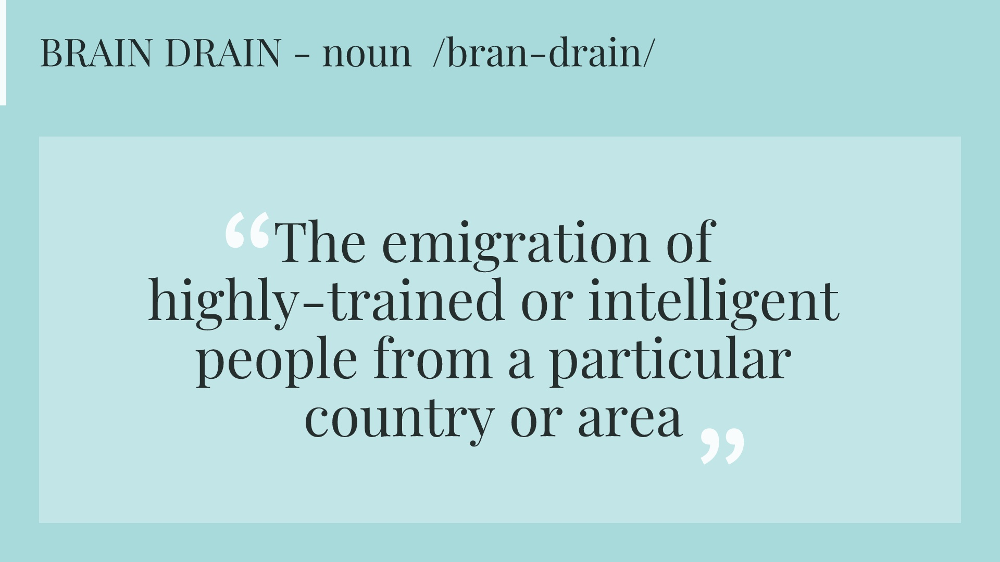 BRAIN DRAIN - noun  /bran-drain/
“The emigration of
highly-trained or intelligent
people from a particular
country or area”